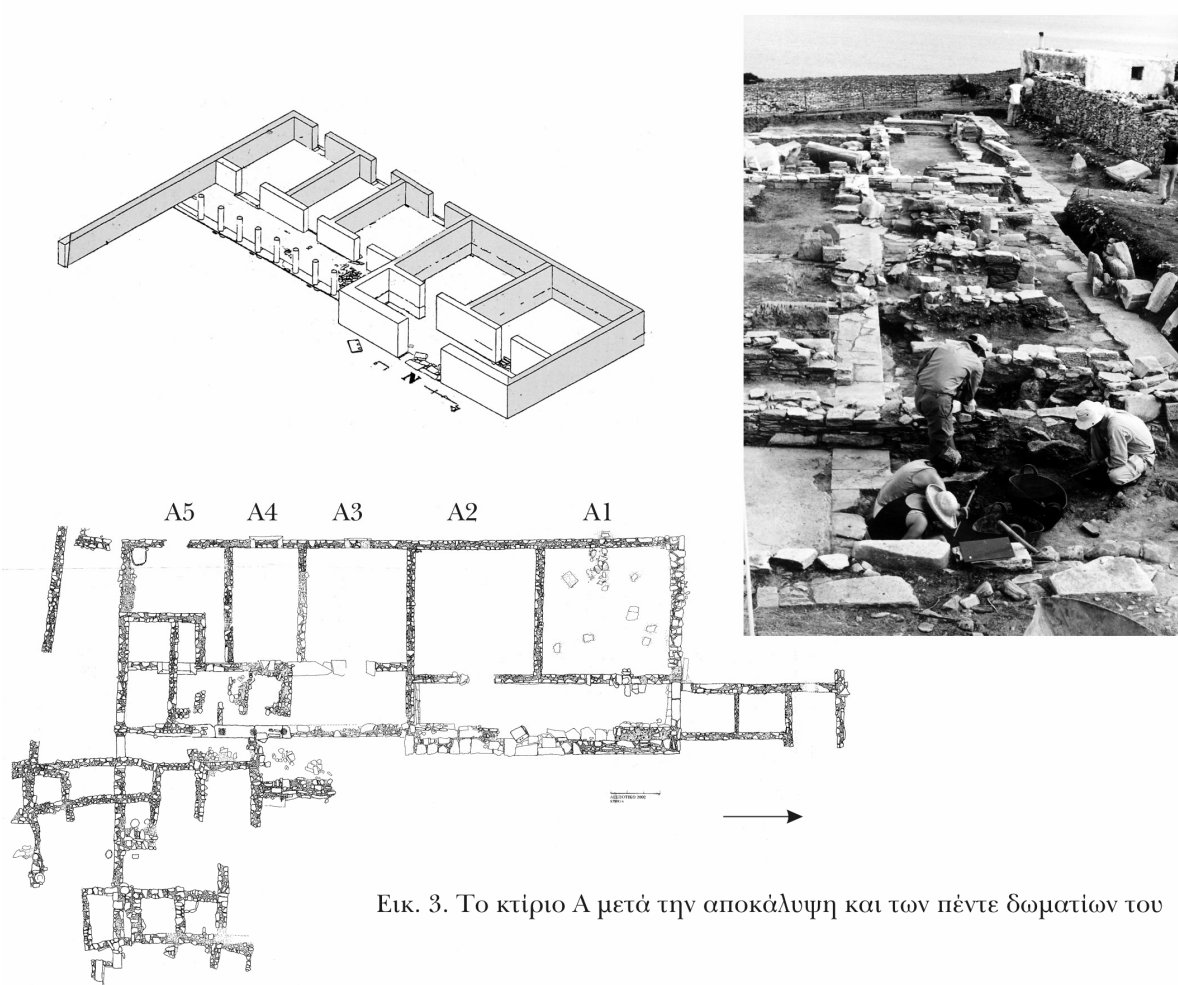 N
A5 A4 A3 A2 A1
Εικ. 3. Το κτίριο Α μετά την αποκάλυψη και των πέντε δωματίων του